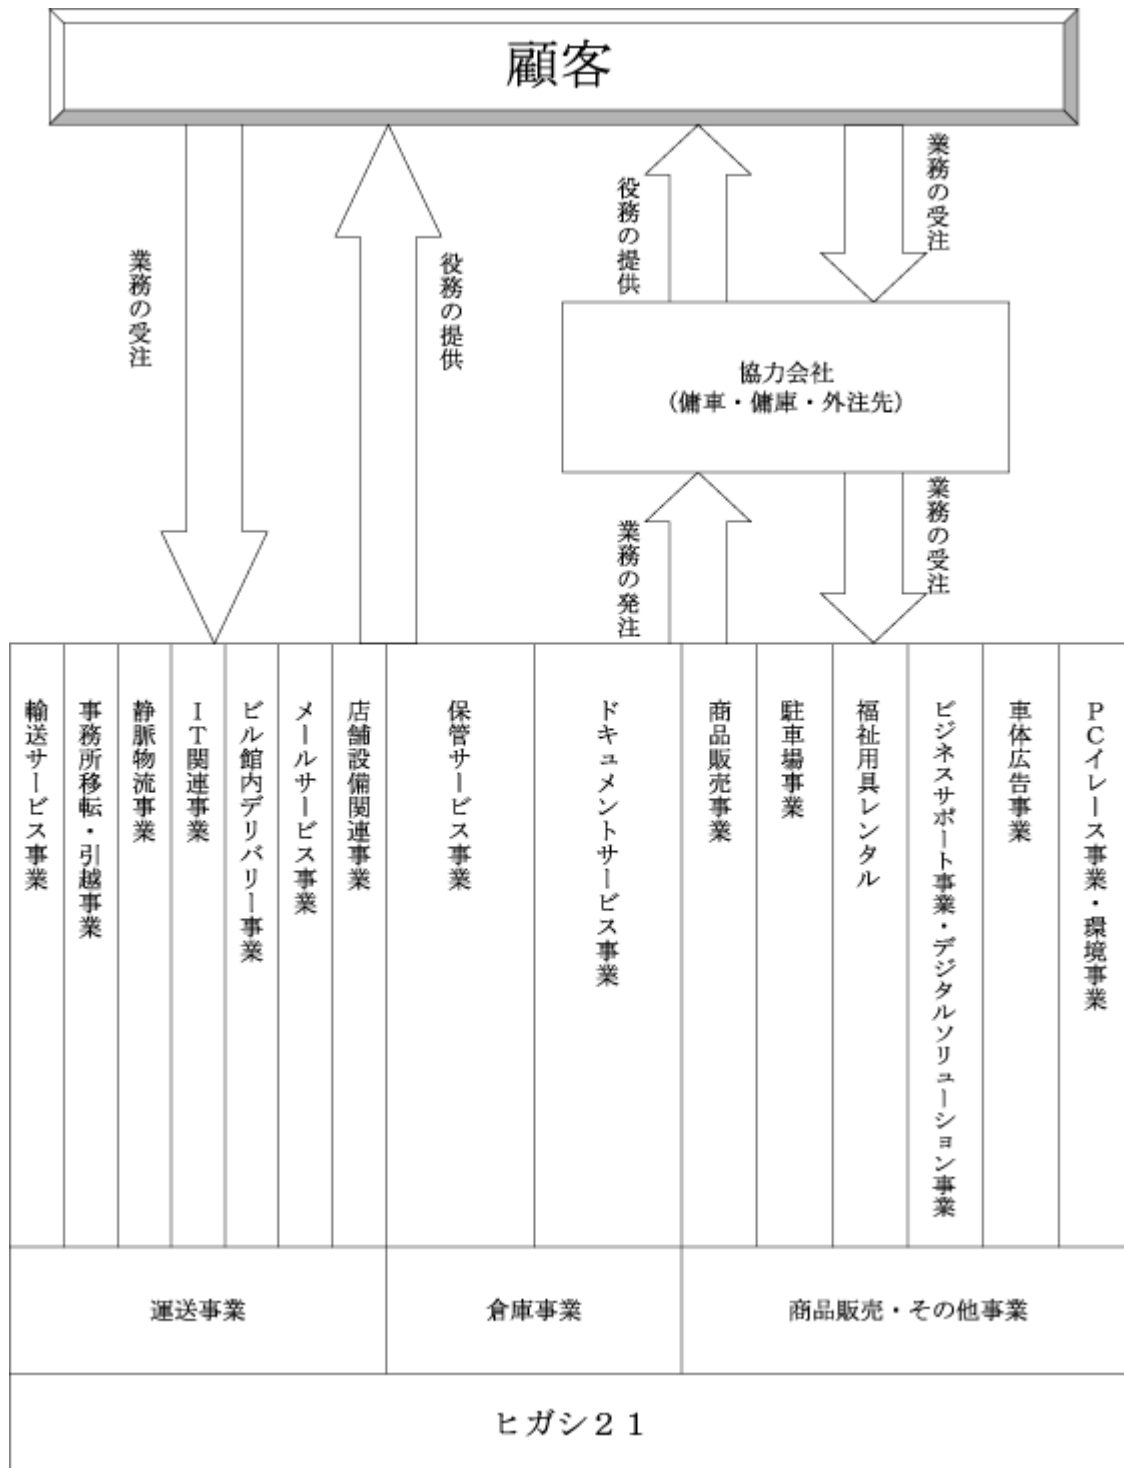 顧客
業務の受注
役務の提供
役務の提供
業務の受注
協力会社
(傭車・傭庫・外注先)
業務の発注
業務の受注
輸送サービス事業
事務所移転・引越事業
静脈物流事業
IT関連事業
ビル館内デリバリー事業
メールサービス事業
店舗設備関連事業
保管サービス事業
ドキュメントサービス事業
商品販売事業
駐車場事業
福祉用具レンタル
ビジネスサポート事業・デジタルソリューション事業
車体広告事業
PCイレース事業・環境事業
運送事業
倉庫事業
商品販売・その他事業
ヒガシ21